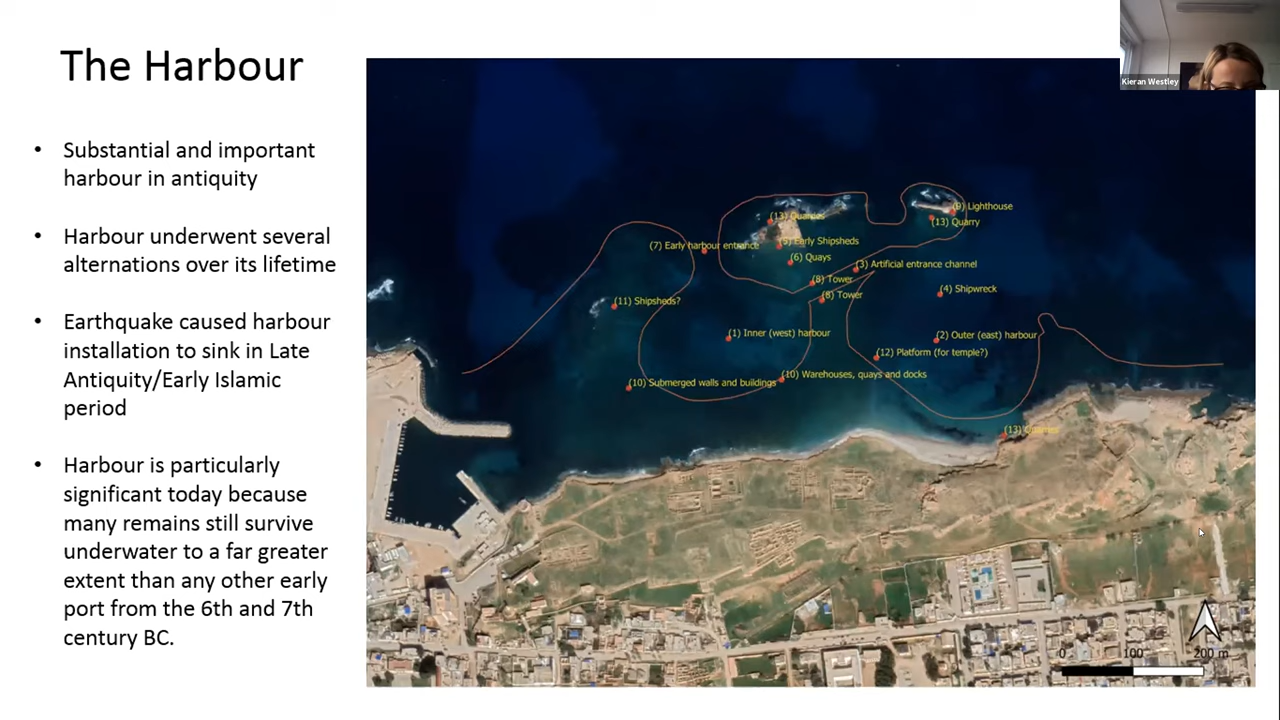 The Harbour
Kieran Westley
• Substantial and important
harbour in antiquity
• Harbour underwent several
alternations over its lifetime
• Earthquake caused harbour
installation to sink in Late
Antiquity/Early Islamic
period
• Harbour is particularly
significant today because
many remains still survive
underwater to a far greater
extent than any other early
port from the 6th and 7th
century BC.
(9) Lighthouse
(13) Quarries
(13) Quarry
(7) Early harbour entrance
(5) Early Shipsheds
(6) Quays
(3) Artificial entrance channel
(8) Tower
(4) Shipwreck
(8) Tower
(11) Shipsheds?
(1) Inner (west) harbour
(2) Outer (east) harbour
(12) Platform (for temple?)
(10) Warehouses, quays and docks
(10) Submerged walls and buildings
(13) Quarries
0 100 200 m